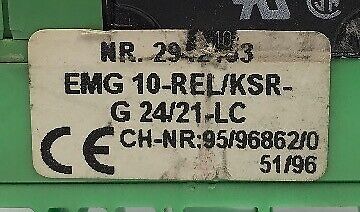 NR.
EMG 10-REL/KSR-
G 24/21-LC
CE CH-NR:95/96862/0
51/96